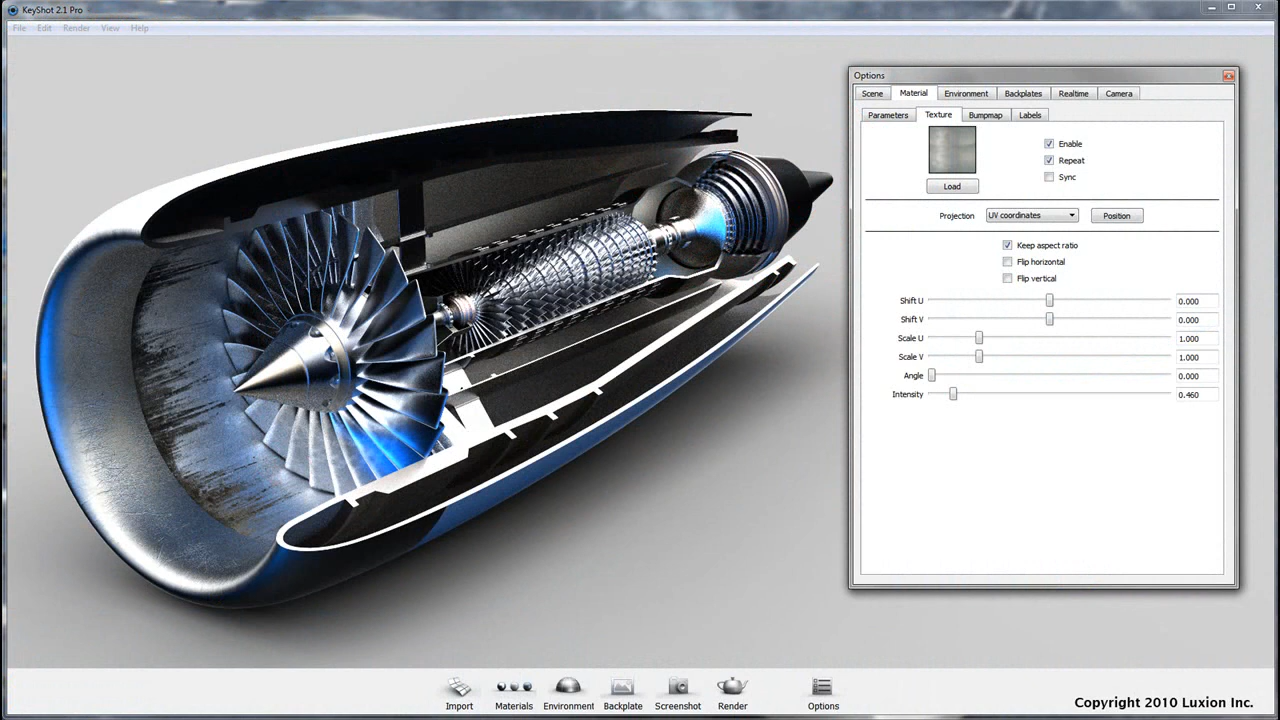 KeyShot 2.1 Pro
File Edit Render View Help
Options
Scene Material Environment Backplates Realtime Camera
Parameters Texture Bumpmap Labels
Enable
Repeat
Sync
Load
Projection UV coordinates Position
Keep aspect ratio
Flip horizontal
Flip vertical
Shift U 0.000
Shift V 0.000
Scale U 1.000
Scale V 1.000
Angle 0.000
Intensity 0.460
Import Materials Environment Backplate Screenshot Render Options
Copyright 2010 Luxion Inc.